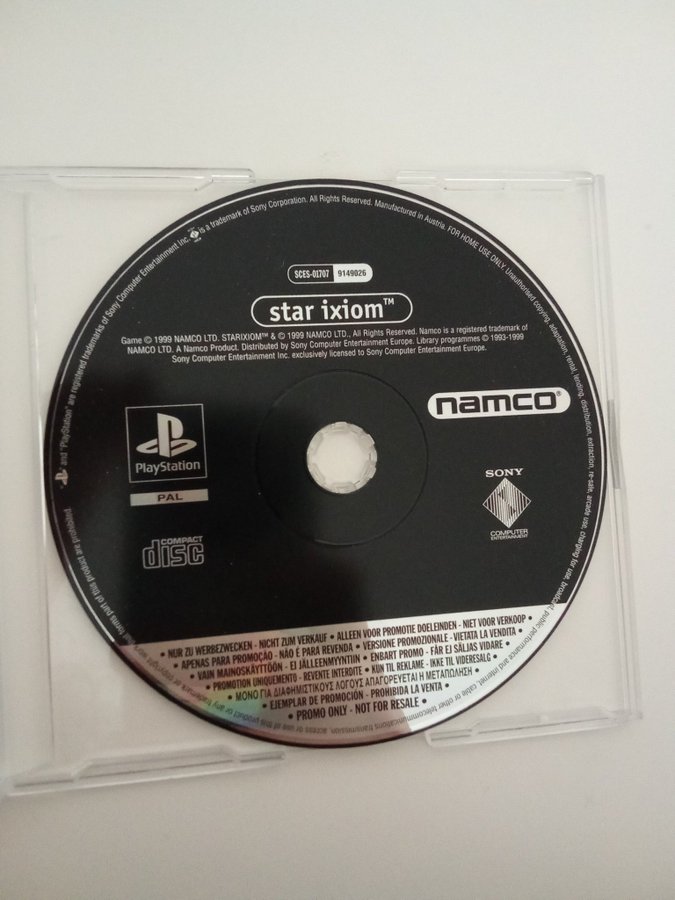 SCES-01707 9149026
star ixiom™
Game © 1999 NAMCO LTD. STARIXIOM™ & © 1999 NAMCO LTD., All Rights Reserved. Namco is a registered trademark of
NAMCO LTD. A Namco Product. Distributed by Sony Computer Entertainment Europe. Library programmes © 1993-1999
Sony Computer Entertainment Inc. exclusively licensed to Sony Computer Entertainment Europe.
namco®
PlayStation
PAL
SONY
COMPUTER
ENTERTAINMENT
COMPACT
disc
• NUR ZU WERBEZWECKEN - NICHT ZUM VERKAUF • ALLEEN VOOR PROMOTIE DOELEINDEN - NIET VOOR VERKOOP •
• APENAS PARA PROMOÇÃO - NÃO É PARA REVENDA • VERSIONE PROMOZIONALE - VIETATA LA VENDITA •
• VAIN MAINOSKÄYTTÖÖN - EI JÄLLEENMYYNTIIN • ENBART PROMO - FÅR EJ SÄLJAS VIDARE •
• PROMOTION UNIQUEMENT - REVENTE INTERDITE • KUN TIL REKLAME - IKKE TIL VIDERESALG •
• ΜΟΝΟ ΓΙΑ ΔΙΑΦΗΜΙΣΤΙΚΟΥΣ ΛΟΓΟΥΣ ΑΠΑΓΟΡΕΥΕΤΑΙ Η ΜΕΤΑΠΩΛΗΣΗ •
• EJEMPLAR DE PROMOCIÓN - PROHIBIDA LA VENTA •
• PROMO ONLY - NOT FOR RESALE •
and "PlayStation" are registered trademarks of Sony Computer Entertainment Inc. is a trademark of Sony Corporation. All Rights Reserved. Manufactured in Austria. FOR HOME USE ONLY. Unauthorised copying, adaptation, rental, lending, distribution, extraction, re-sale, arcade use, charging for use, broadcast, public performance and internet, cable or other telecommunications transmission, access or use of this product or any trademark or copyright work that forms part of this product are prohibited.